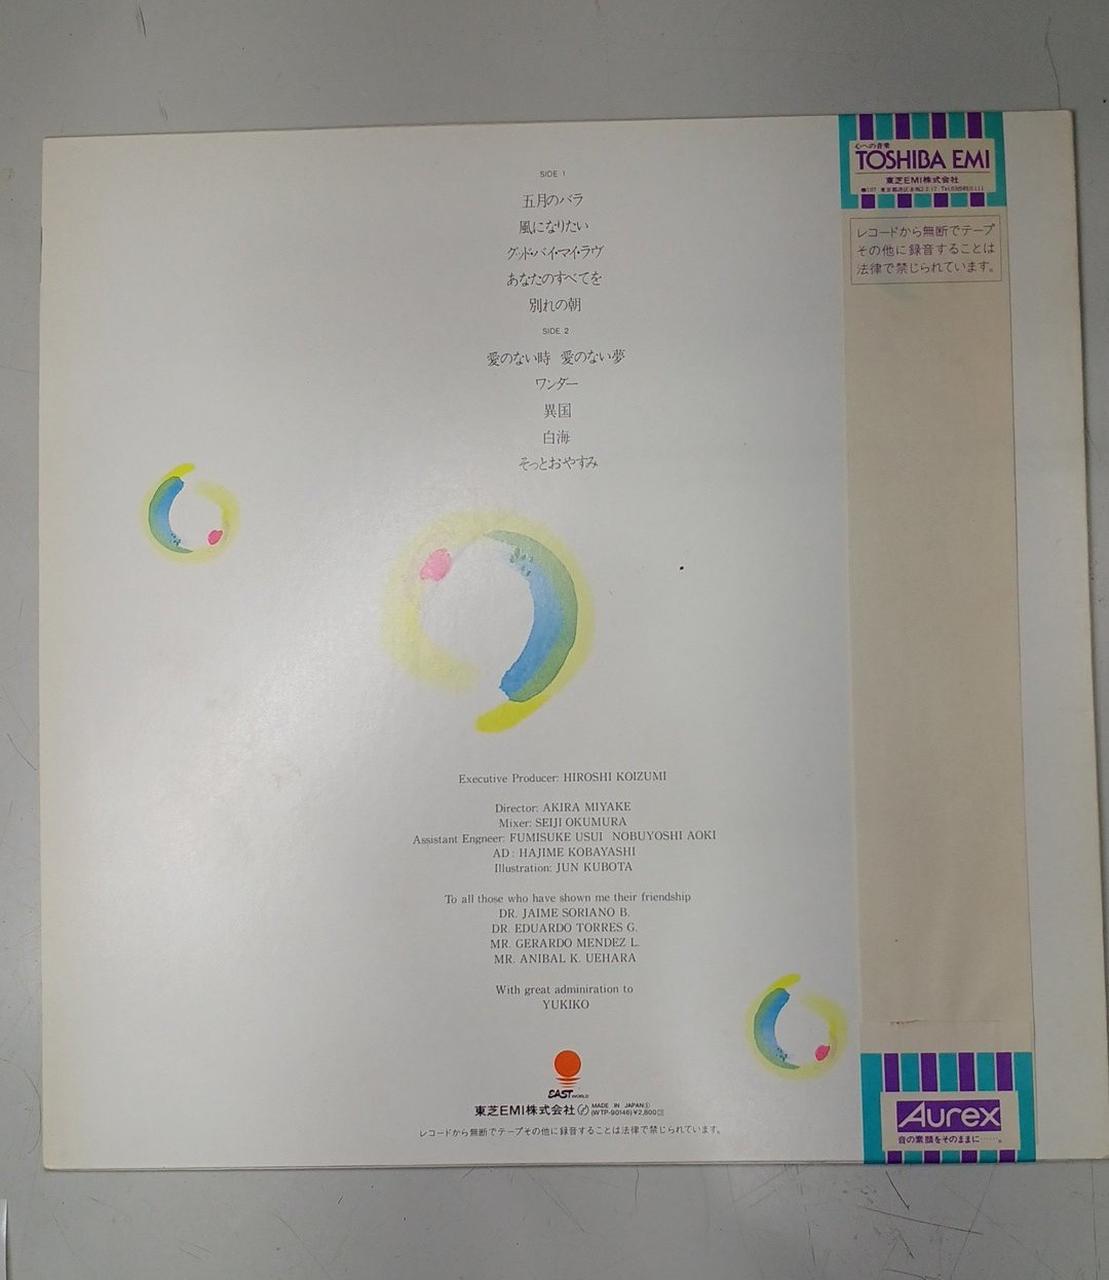 SIDE 1
五月のバラ
風になりたい
グッド・バイ・マイ・ラヴ
あなたのすべてを
別れの朝
SIDE 2
愛のない時 愛のない夢
ワンダー
異国
白海
そっとおやすみ
Executive Producer: HIROSHI KOIZUMI
Director: AKIRA MIYAKE
Mixer: SEIJI OKUMURA
Assistant Engneer: FUMISUKE USUI NOBUYOSHI AOKI
AD: HAJIME KOBAYASHI
Illustration: JUN KUBOTA
To all those who have shown me their friendship
DR. JAIME SORIANO B.
DR. EDUARDO TORRES G.
MR. GERARDO MENDEZ L.
MR. ANIBAL K. UEHARA
With great adminiration to
YUKIKO
EAST WORLD
東芝EMI株式会社 MADE IN JAPAN
(WTP-90146)¥2,800
レコードから無断でテープその他に録音することは法律で禁じられています。
心への音楽
TOSHIBA EMI
東芝EMI株式会社
レコードから無断でテープ
その他に録音することは
法律で禁じられています。
Aurex
音の素顔をそのままに……。